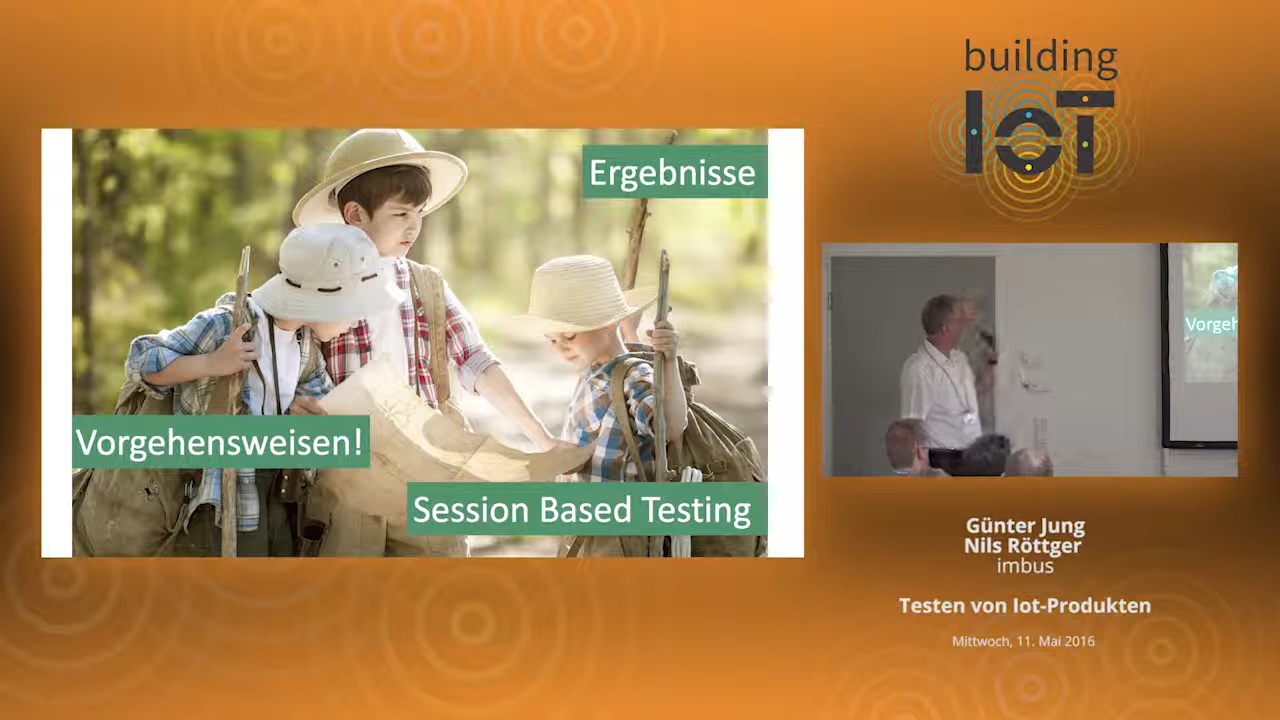 building
IoT
Ergebnisse
Vorgehensweisen!
Session Based Testing
Vorgeh
Günter Jung
Nils Röttger
imbus
Testen von Iot-Produkten
Mittwoch, 11. Mai 2016